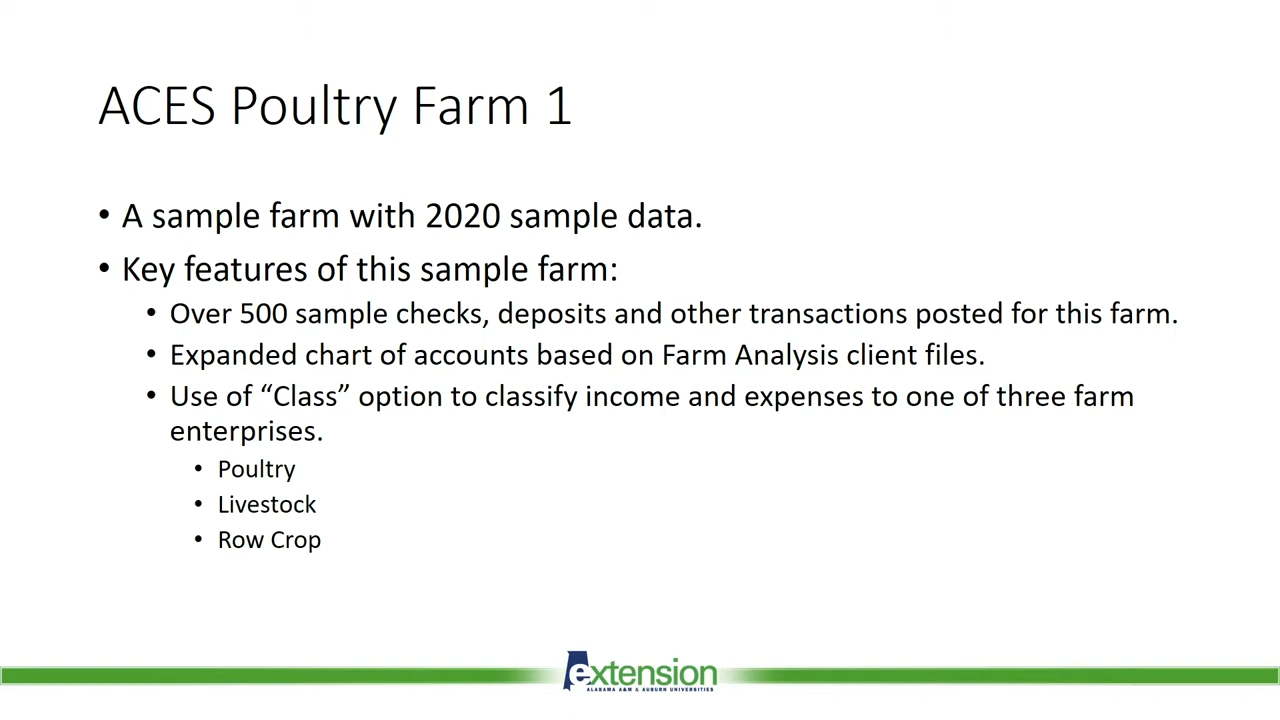 ACES Poultry Farm 1
• A sample farm with 2020 sample data.
• Key features of this sample farm:
• Over 500 sample checks, deposits and other transactions posted for this farm.
• Expanded chart of accounts based on Farm Analysis client files.
• Use of “Class” option to classify income and expenses to one of three farm
enterprises.
• Poultry
• Livestock
• Row Crop
extension
ALABAMA A&M & AUBURN UNIVERSITIES